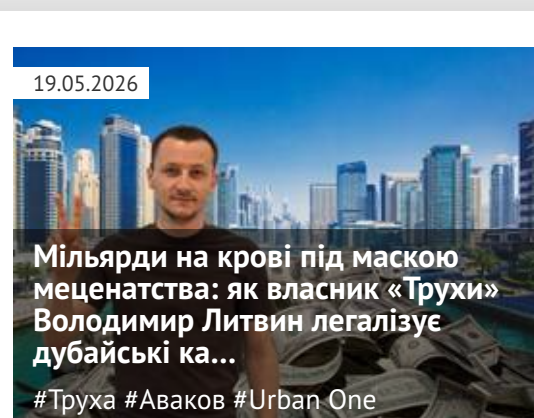 19.05.2026
Мільярди на крові під маскою
меценатства: як власник «Трухи»
Володимир Литвин легалізує
дубайські ка...
#Труха #Аваков #Urban One